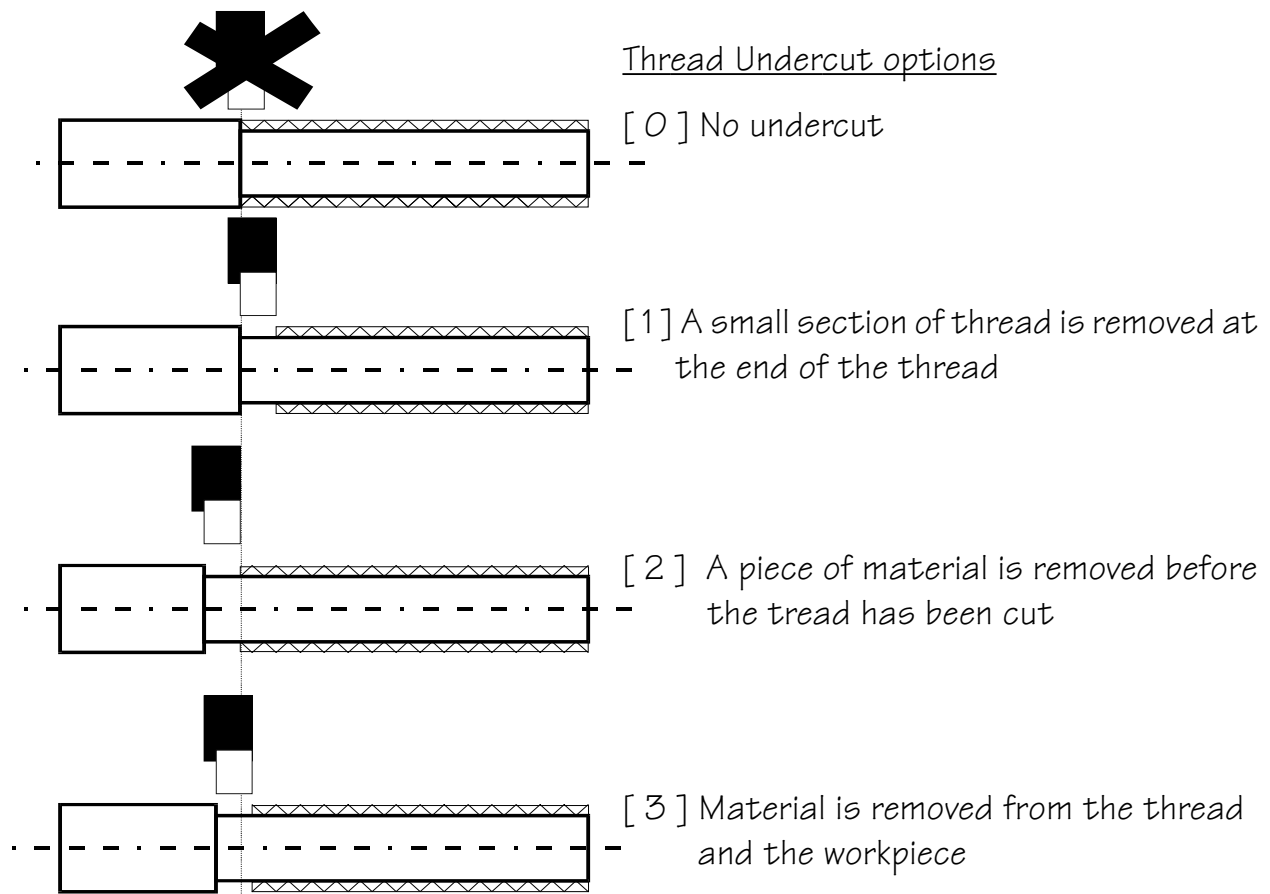 Thread Undercut options
[ 0 ] No undercut
[ 1 ] A small section of thread is removed at
the end of the thread
[ 2 ] A piece of material is removed before
the tread has been cut
[ 3 ] Material is removed from the thread
and the workpiece